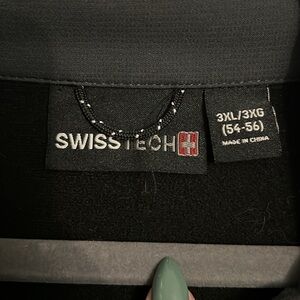 SWISSTECH
3XL/3XG
(54-56)
MADE IN CHINA